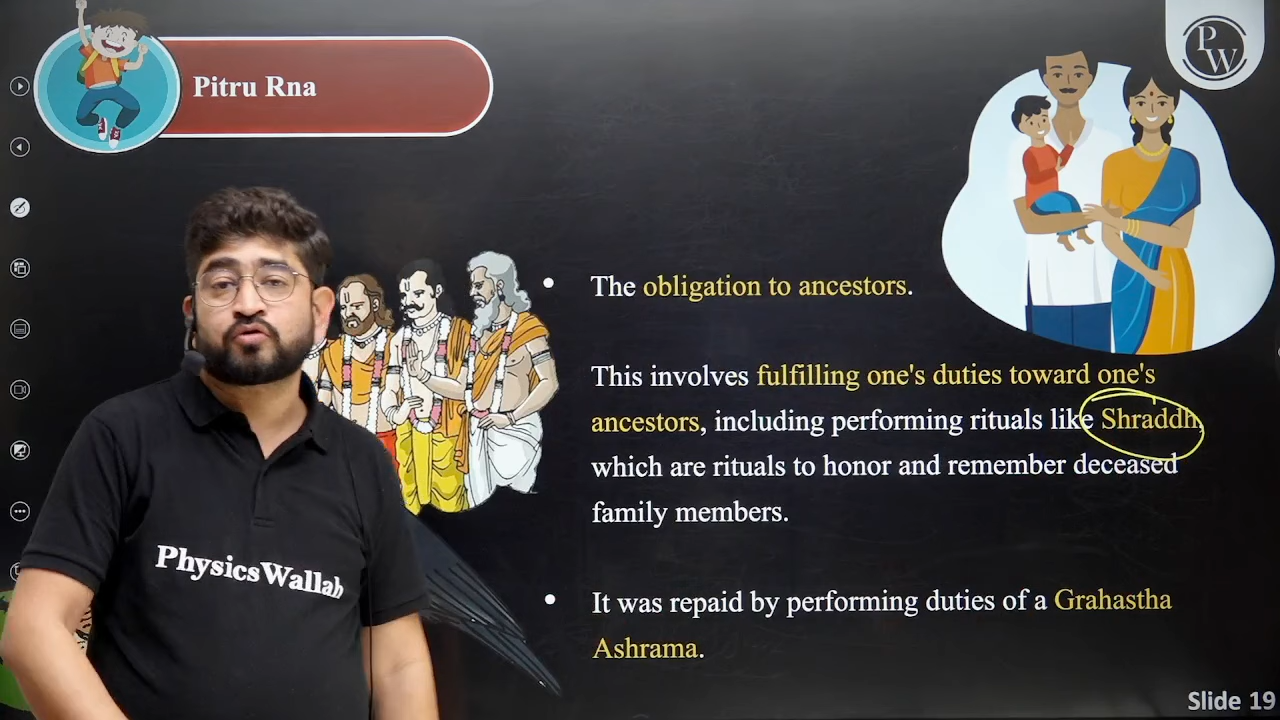 Pitru Rna
PW
The obligation to ancestors.
This involves fulfilling one's duties toward one's
ancestors, including performing rituals like Shraddh,
which are rituals to honor and remember deceased
family members.
PhysicsWallah
It was repaid by performing duties of a Grahastha
Ashrama.
Slide 19